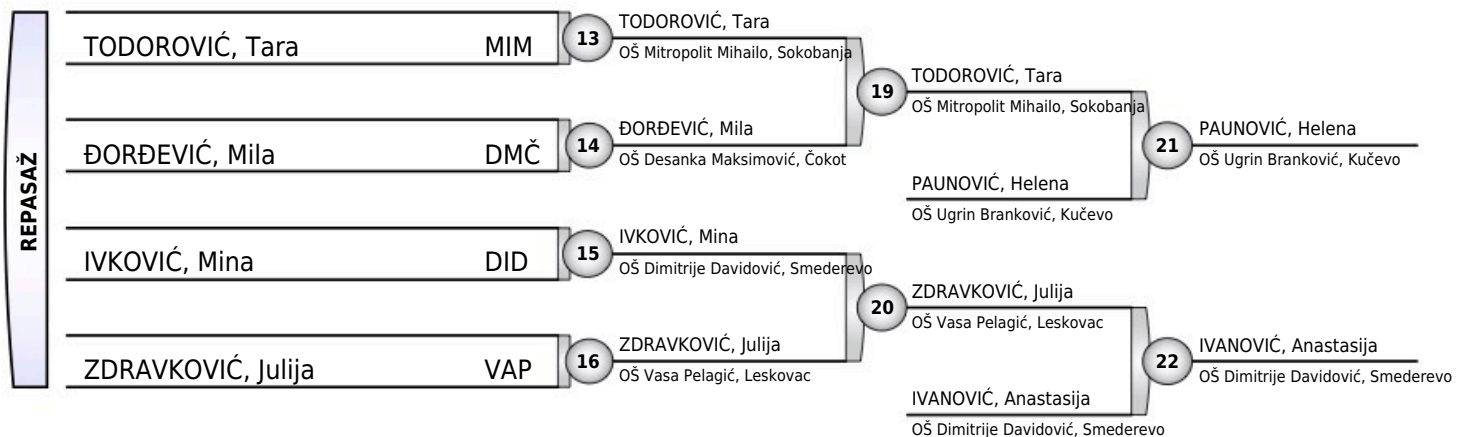 REPASAŽ
TODOROVIĆ, Tara MIM
ĐORĐEVIĆ, Mila DMČ
IVKOVIĆ, Mina DID
ZDRAVKOVIĆ, Julija VAP
13
TODOROVIĆ, Tara
OŠ Mitropolit Mihailo, Sokobanja
14
ĐORĐEVIĆ, Mila
OŠ Desanka Maksimović, Čokot
15
IVKOVIĆ, Mina
OŠ Dimitrije Davidović, Smederevo
16
ZDRAVKOVIĆ, Julija
OŠ Vasa Pelagić, Leskovac
19
TODOROVIĆ, Tara
OŠ Mitropolit Mihailo, Sokobanja
PAUNOVIĆ, Helena
OŠ Ugrin Branković, Kučevo
20
ZDRAVKOVIĆ, Julija
OŠ Vasa Pelagić, Leskovac
IVANOVIĆ, Anastasija
OŠ Dimitrije Davidović, Smederevo
21
PAUNOVIĆ, Helena
OŠ Ugrin Branković, Kučevo
22
IVANOVIĆ, Anastasija
OŠ Dimitrije Davidović, Smederevo